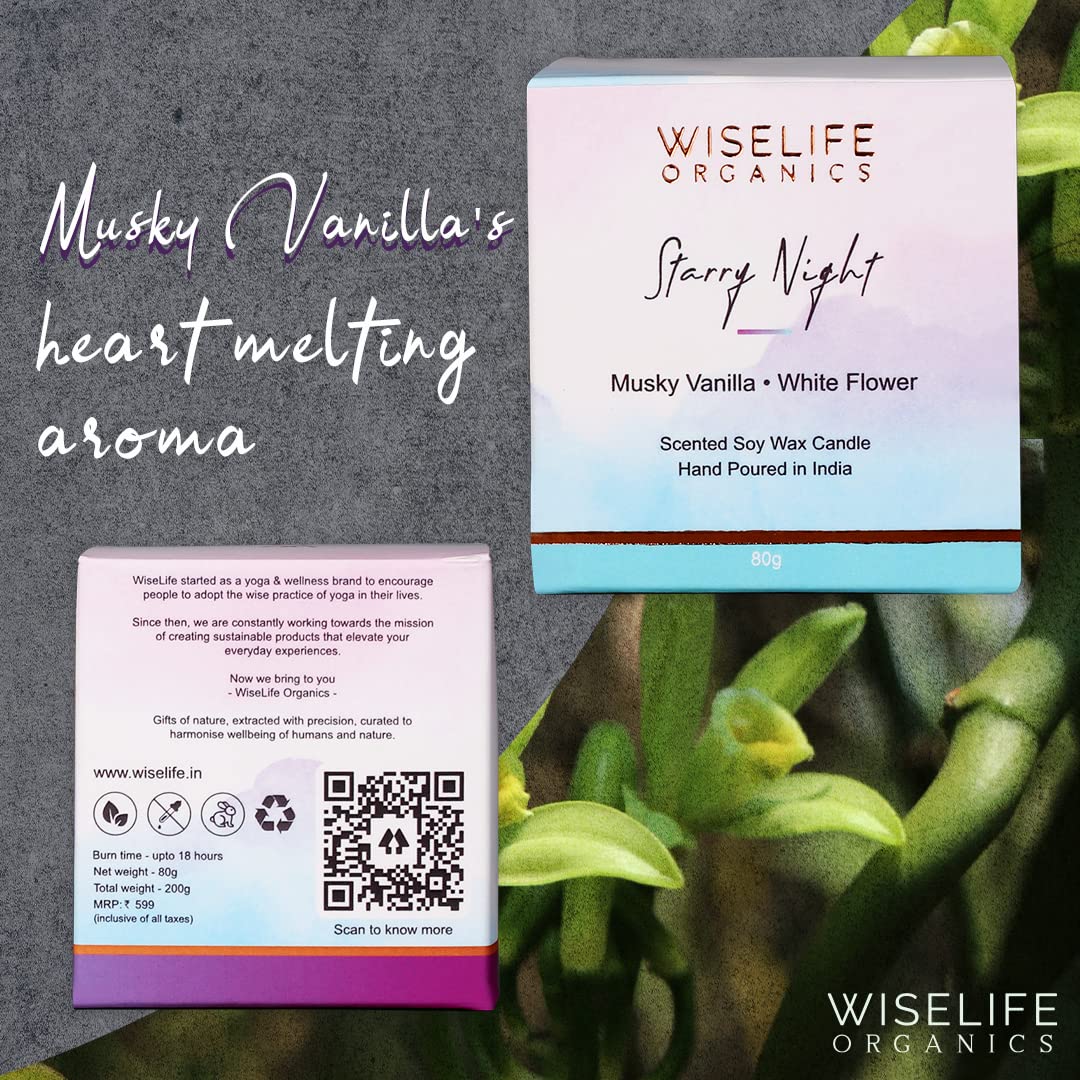 Musky Vanilla's
heart melting
aroma
WISELIFE
ORGANICS
Starry Night
Musky Vanilla • White Flower
Scented Soy Wax Candle
Hand Poured in India
80g
WiseLife started as a yoga & wellness brand to encourage
people to adopt the wise practice of yoga in their lives.
Since then, we are constantly working towards the mission
of creating sustainable products that elevate your
everyday experiences.
Now we bring to you
- WiseLife Organics -
Gifts of nature, extracted with precision, curated to
harmonise wellbeing of humans and nature.
www.wiselife.in
Burn time - upto 18 hours
Net weight - 80g
Total weight - 200g
MRP: ₹ 599
(inclusive of all taxes)
Scan to know more
WISELIFE
ORGANICS